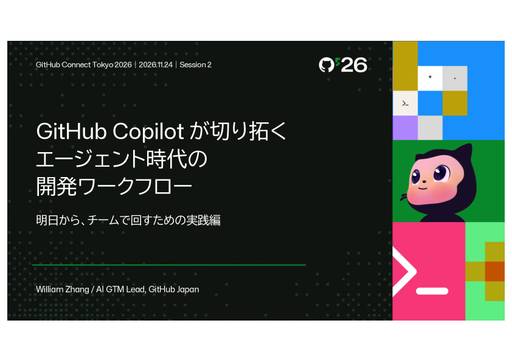 GitHub Connect Tokyo 2026 | 2026.11.24 | Session 2
'26
GitHub Copilot が切り拓く
エージェント時代の
開発ワークフロー
明日から、チームで回すための実践編
William Zhang / AI GTM Lead, GitHub Japan